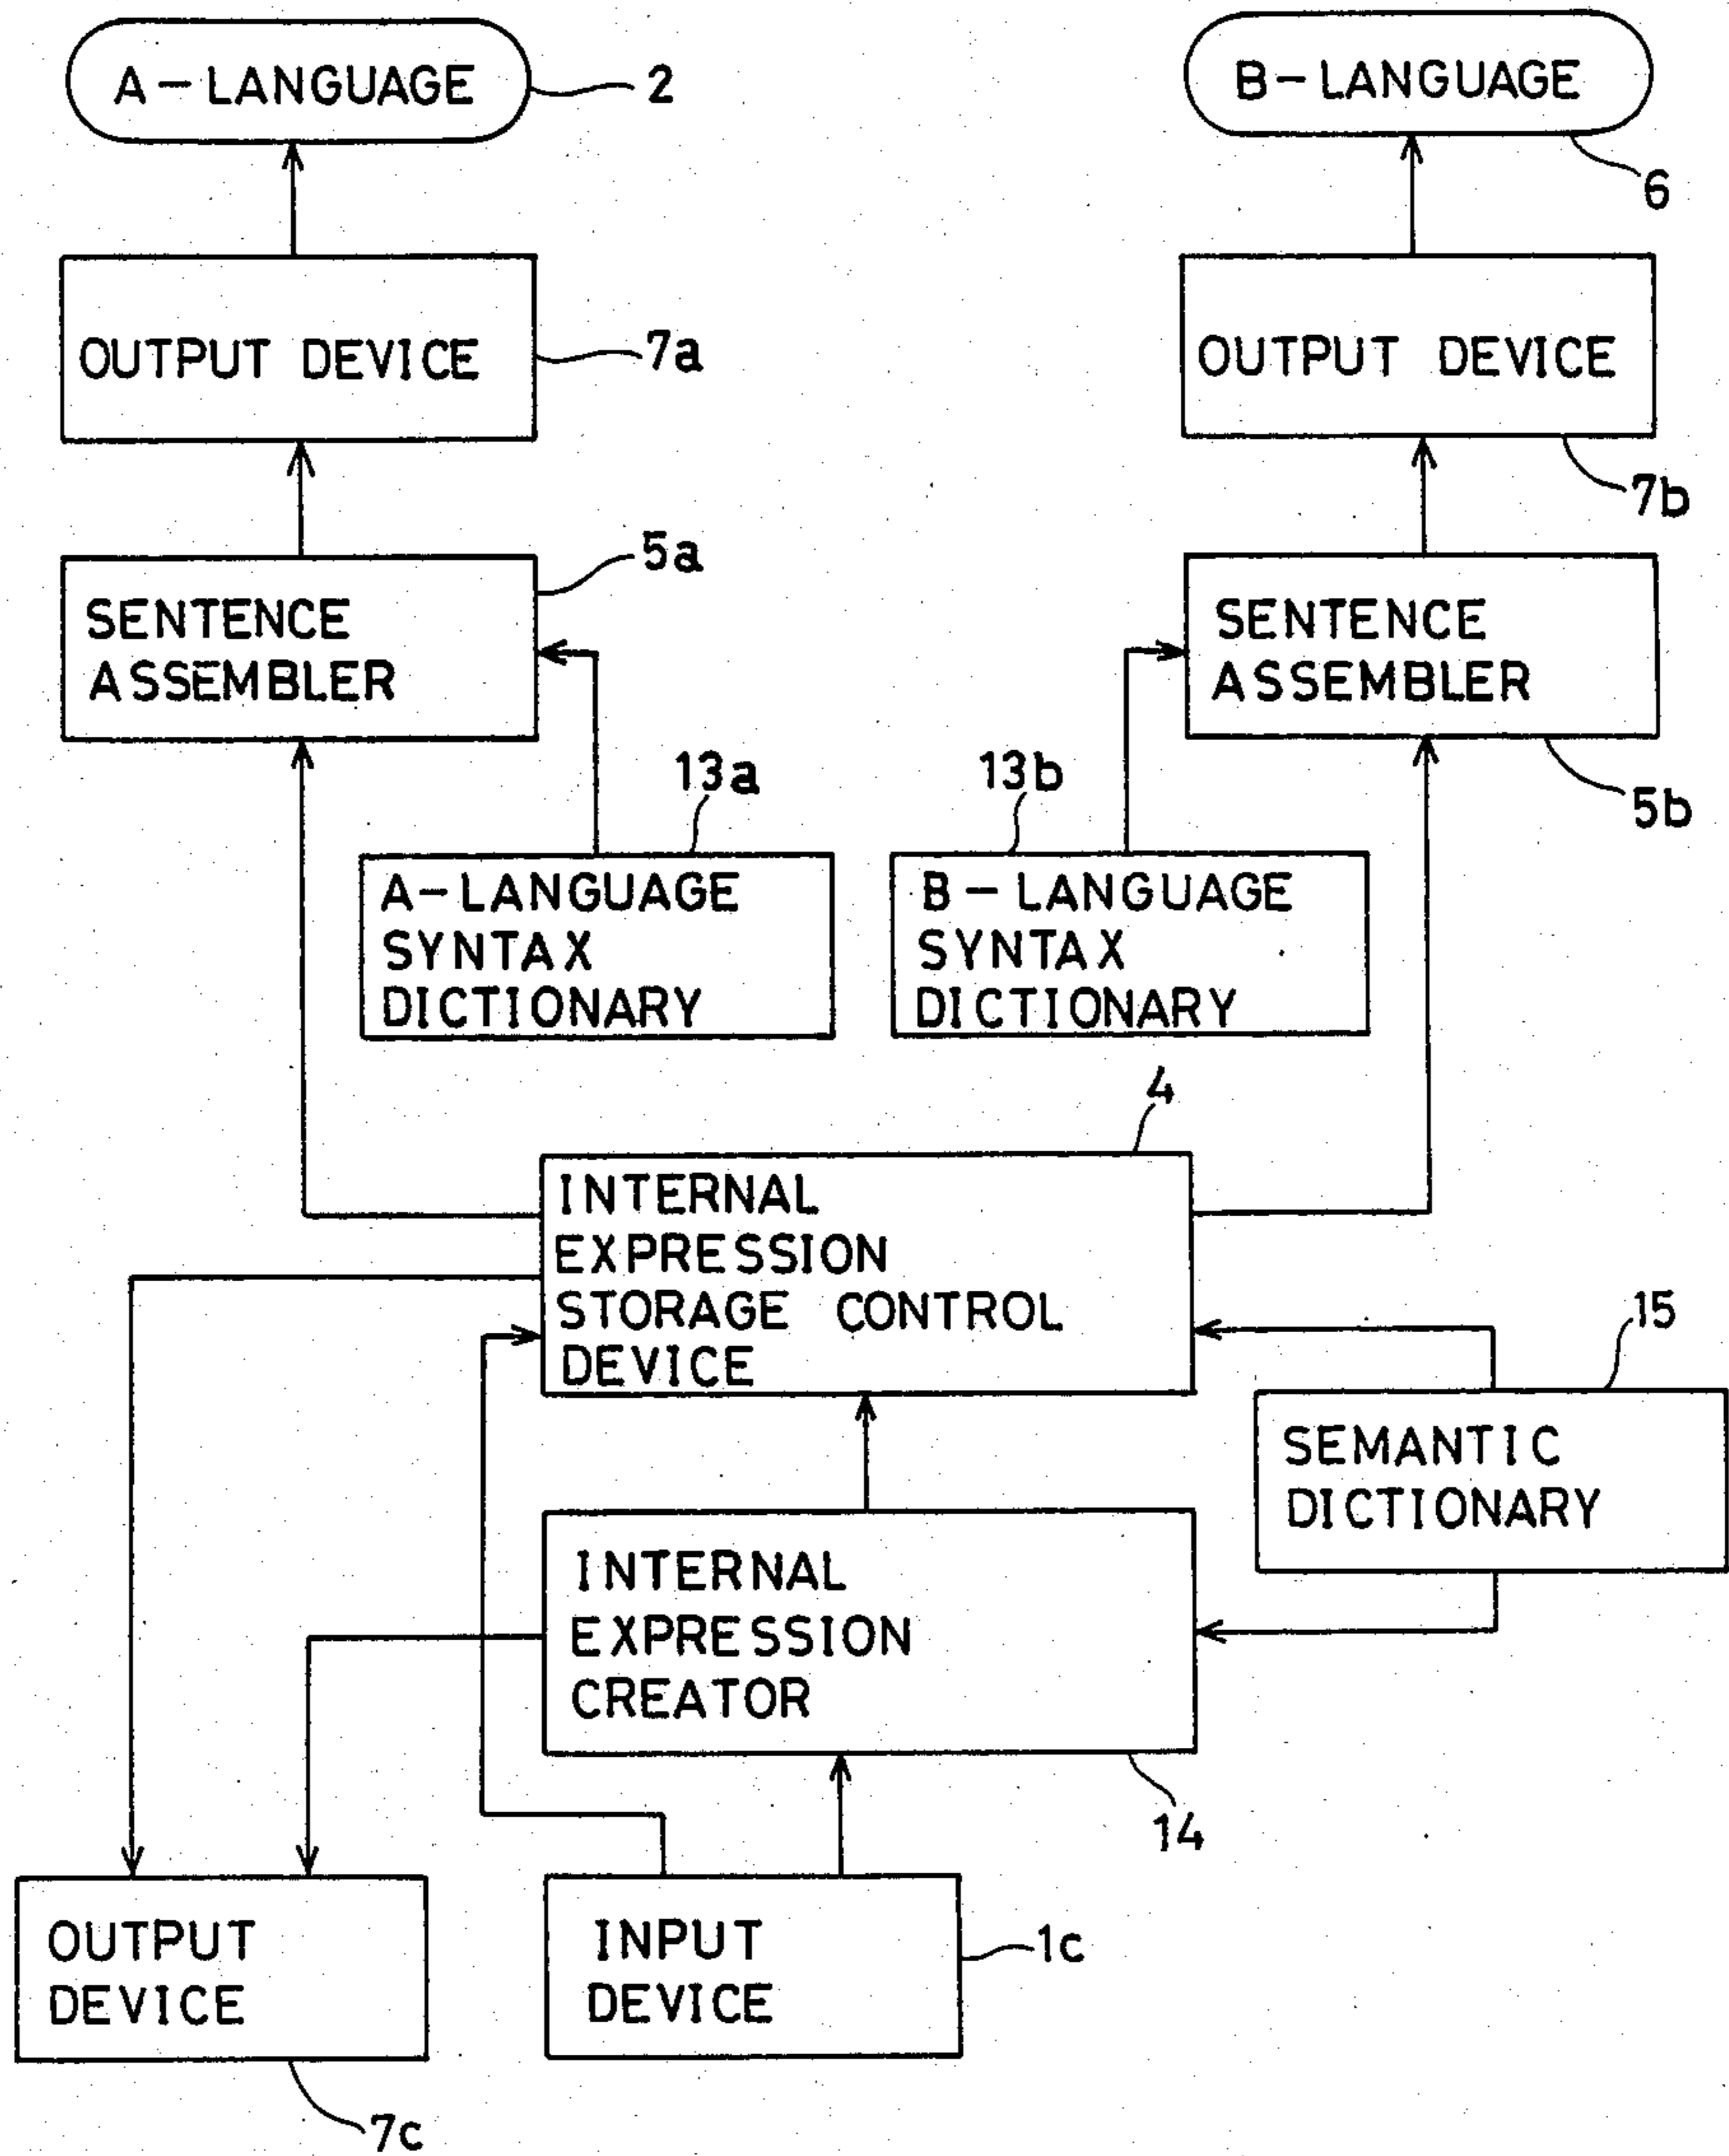 A-LANGUAGE
2
B-LANGUAGE
6
OUTPUT DEVICE
7a
OUTPUT DEVICE
7b
SENTENCE
ASSEMBLER
5a
SENTENCE
ASSEMBLER
5b
13a
A-LANGUAGE
SYNTAX
DICTIONARY
13b
B-LANGUAGE
SYNTAX
DICTIONARY
4
INTERNAL
EXPRESSION
STORAGE CONTROL
DEVICE
15
SEMANTIC
DICTIONARY
INTERNAL
EXPRESSION
CREATOR
14
OUTPUT
DEVICE
7c
INPUT
DEVICE
1c